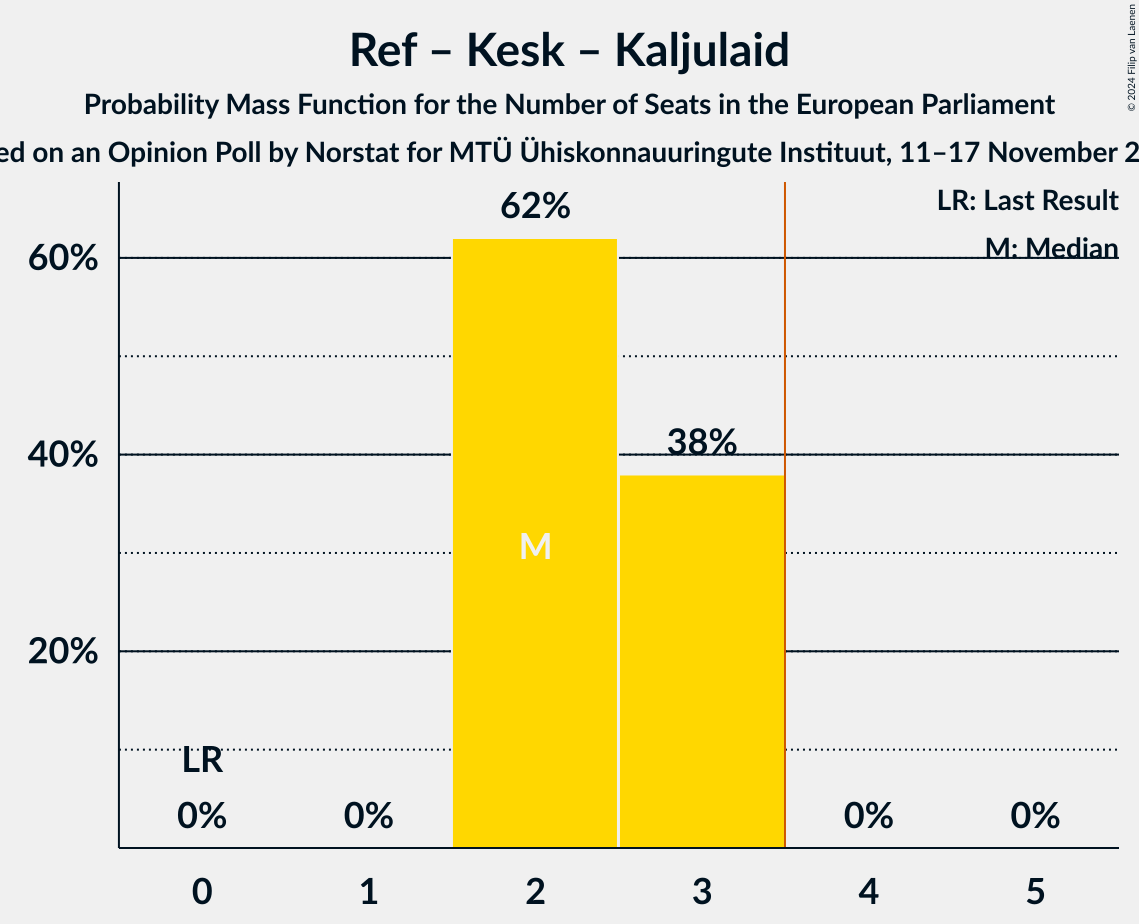 Ref – Kesk – Kaljulaid
Probability Mass Function for the Number of Seats in the European Parliament
on an Opinion Poll by Norstat for MTÜ Ühiskonnauuringute Instituut, 11–17 November
© 2024 Filip van Laenen
LR: Last Result
M: Median
62%
60%
38%
40%
M
20%
LR
0% 0% 0% 0%
0 1 2 3 4 5